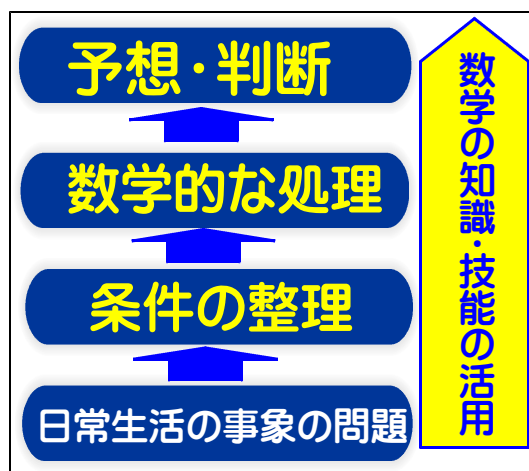 予想・判断
数学的な処理
条件の整理
日常生活の事象の問題
数学の知識・技能の活用